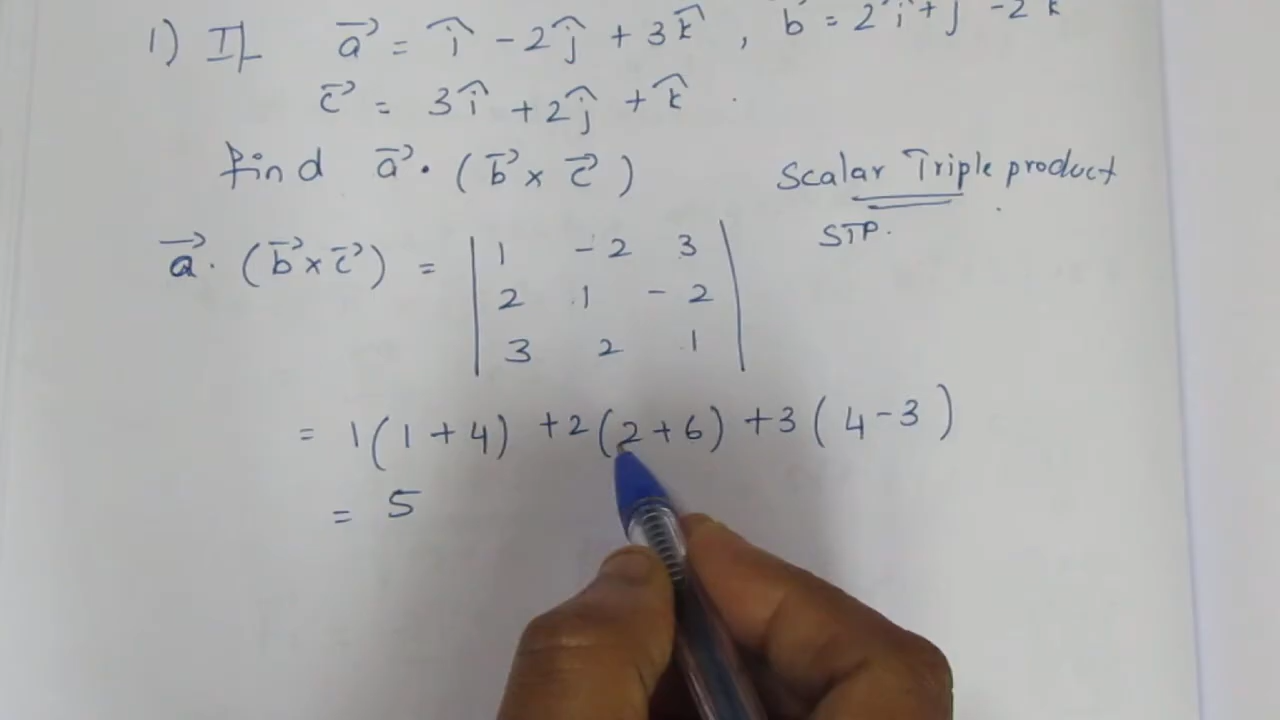 1) If a⃗ = î - 2ĵ + 3k̂ , b⃗ = 2î + ĵ - 2k̂
c⃗ = 3î + 2ĵ + k̂ .
find a⃗ · ( b⃗ × c⃗ )
Scalar Triple product
STP.
a⃗ · ( b⃗ × c⃗ ) = | 1 -2 3 |
| 2 1 -2 |
| 3 2 1 |
= 1 ( 1 + 4 ) + 2 ( 2 + 6 ) + 3 ( 4 - 3 )
= 5